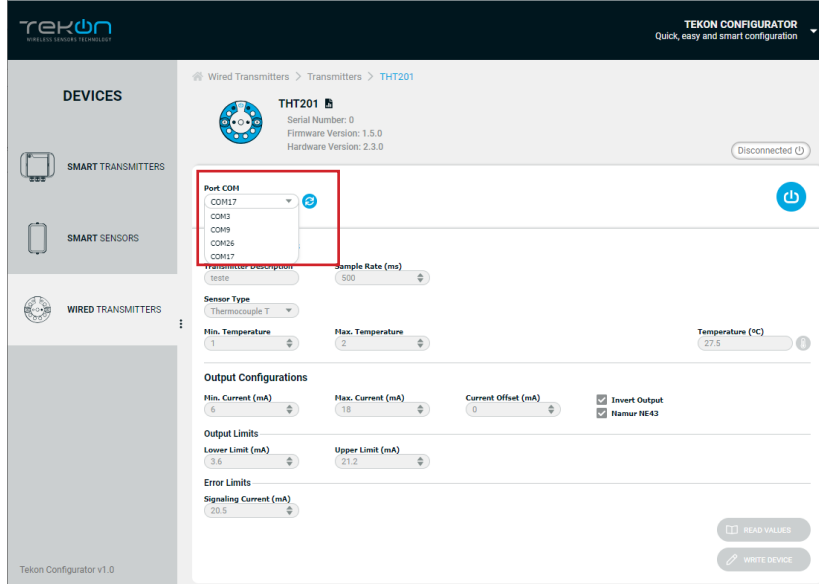 TEKON
WIRELESS SENSORS TECHNOLOGY
TEKON CONFIGURATOR
Quick, easy and smart configuration
DEVICES
SMART TRANSMITTERS
SMART SENSORS
WIRED TRANSMITTERS
Tekon Configurator v1.0
Wired Transmitters > Transmitters > THT201
THT201
Serial Number: 0
Firmware Version: 1.5.0
Hardware Version: 2.3.0
Disconnected
Port COM
COM17
COM3
COM9
COM26
COM17
Transmitter Description
Sample Rate (ms)
teste
500
Sensor Type
Thermocouple T
Min. Temperature
Max. Temperature
Temperature (ºC)
1
2
27.5
Output Configurations
Min. Current (mA)
Max. Current (mA)
Current Offset (mA)
Invert Output
6
18
0
Namur NE43
Output Limits
Lower Limit (mA)
Upper Limit (mA)
3.6
21.2
Error Limits
Signaling Current (mA)
20.5
READ VALUES
WRITE DEVICE